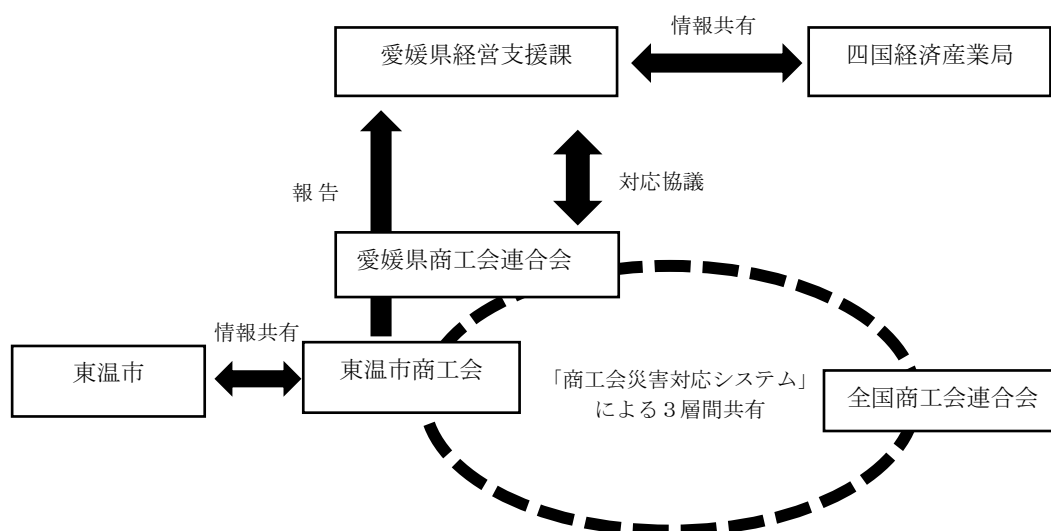 情報共有
愛媛県経営支援課
四国経済産業局
報 告
対応協議
愛媛県商工会連合会
情報共有
東温市
東温市商工会
「商工会災害対応システム」
による3層間共有
全国商工会連合会